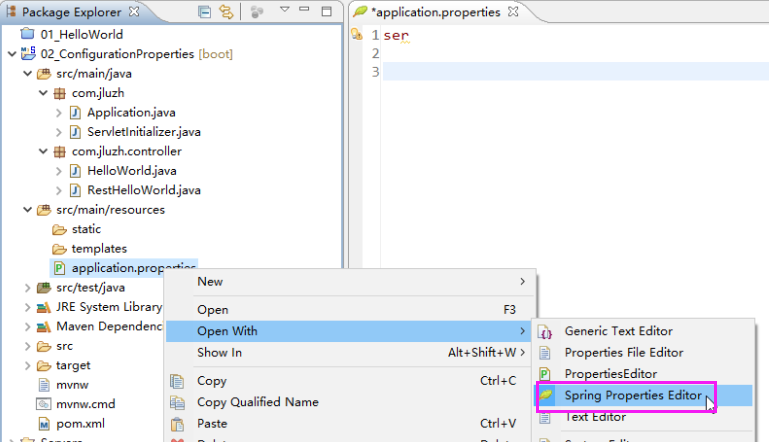 Package Explorer
01_HelloWorld
02_ConfigurationProperties [boot]
src/main/java
com.jluzh
Application.java
ServletInitializer.java
com.jluzh.controller
HelloWorld.java
RestHelloWorld.java
src/main/resources
static
templates
application.properties
src/test/java
JRE System Library
Maven Dependenc
src
target
mvnw
mvnw.cmd
pom.xml
Servers
*application.properties
1 ser
2
3
New
Open F3
Open With
Show In Alt+Shift+W
Copy Ctrl+C
Copy Qualified Name
Paste Ctrl+V
Generic Text Editor
Properties File Editor
PropertiesEditor
Spring Properties Editor
Text Editor